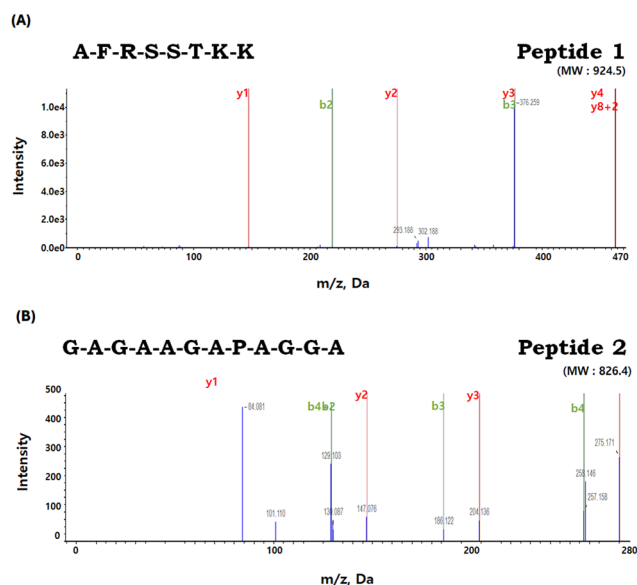 (A)
A-F-R-S-S-T-K-K
Peptide 1
(MW : 924.5)
y1
y2
y3
y4
b2
b3
376.259
y8+2
1.0e4
8.0e3
6.0e3
4.0e3
2.0e3
0.0e0
Intensity
293.188
302.188
0
100
200
300
400
470
m/z, Da
(B)
G-A-G-A-A-G-A-P-A-G-G-A
Peptide 2
(MW : 826.4)
y1
y2
y3
b2
b3
b4
500
400
300
200
100
0
Intensity
84.081
101.110
129.103
147.076
186.122
204.136
258.146
257.158
275.171
0
100
200
280
m/z, Da